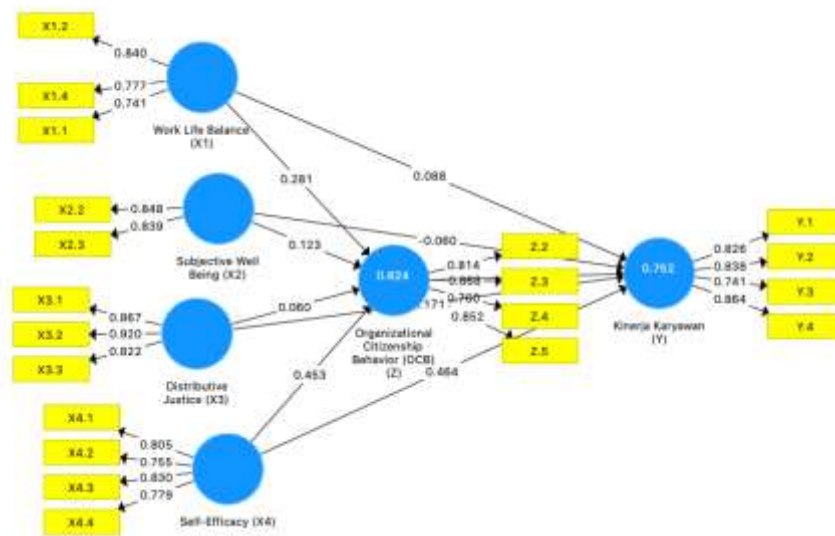 X1.2
0.840
X1.4
0.777
X1.1
0.741
Work Life Balance
(X1)
0.281
0.088
X2.2
0.848
X2.3
0.839
Subjective Well
Being (X2)
0.123
-0.060
X3.1
0.867
X3.2
0.920
X3.3
0.822
Distributive
Justice (X3)
0.060
.171
0.824
Organizational
Citizenship
Behavior (OCB)
(Z)
Z.2
0.814
Z.3
0.868
Z.4
0.760
Z.5
0.852
X4.1
0.805
X4.2
0.755
X4.3
0.830
X4.4
0.779
Self-Efficacy (X4)
0.453
0.464
Kinerja Karyawan
(Y)
Y.1
0.826
Y.2
0.838
Y.3
0.741
Y.4
0.864